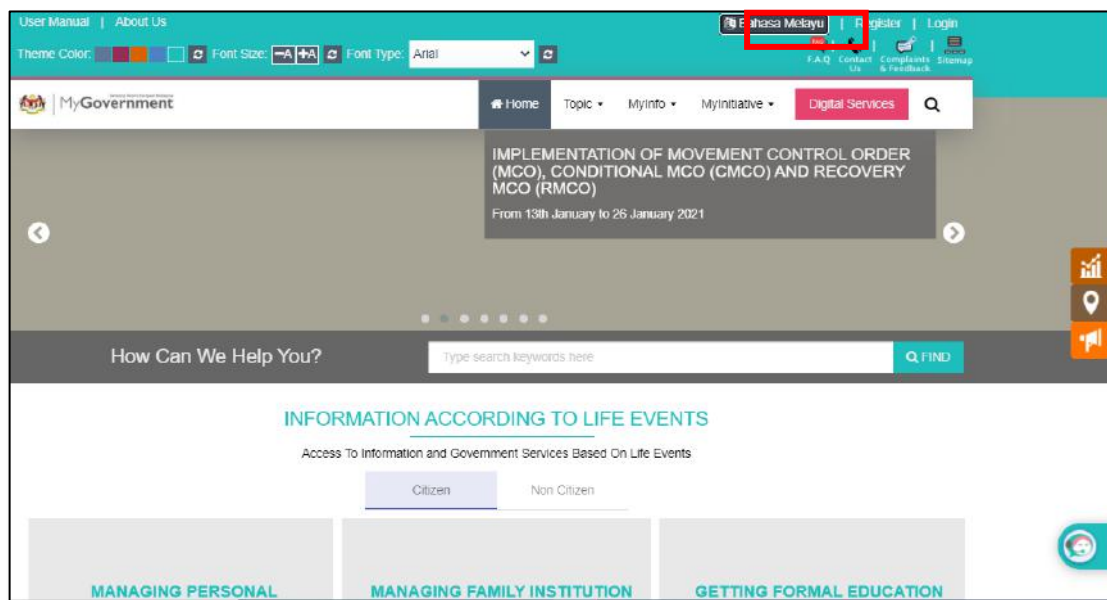 User Manual | About Us
Bahasa Melayu | Register | Login
Theme Color: Font Size: -A +A Font Type: Arial
F.A.Q | Contact Us | Complaints & Feedback | Sitemap
MyGovernment
Home Topic MyInfo MyInitiative Digital Services
IMPLEMENTATION OF MOVEMENT CONTROL ORDER
(MCO), CONDITIONAL MCO (CMCO) AND RECOVERY
MCO (RMCO)
From 13th January to 26 January 2021
How Can We Help You? Type search keywords here FIND
INFORMATION ACCORDING TO LIFE EVENTS
Access To Information and Government Services Based On Life Events
Citizen Non Citizen
MANAGING PERSONAL MANAGING FAMILY INSTITUTION GETTING FORMAL EDUCATION